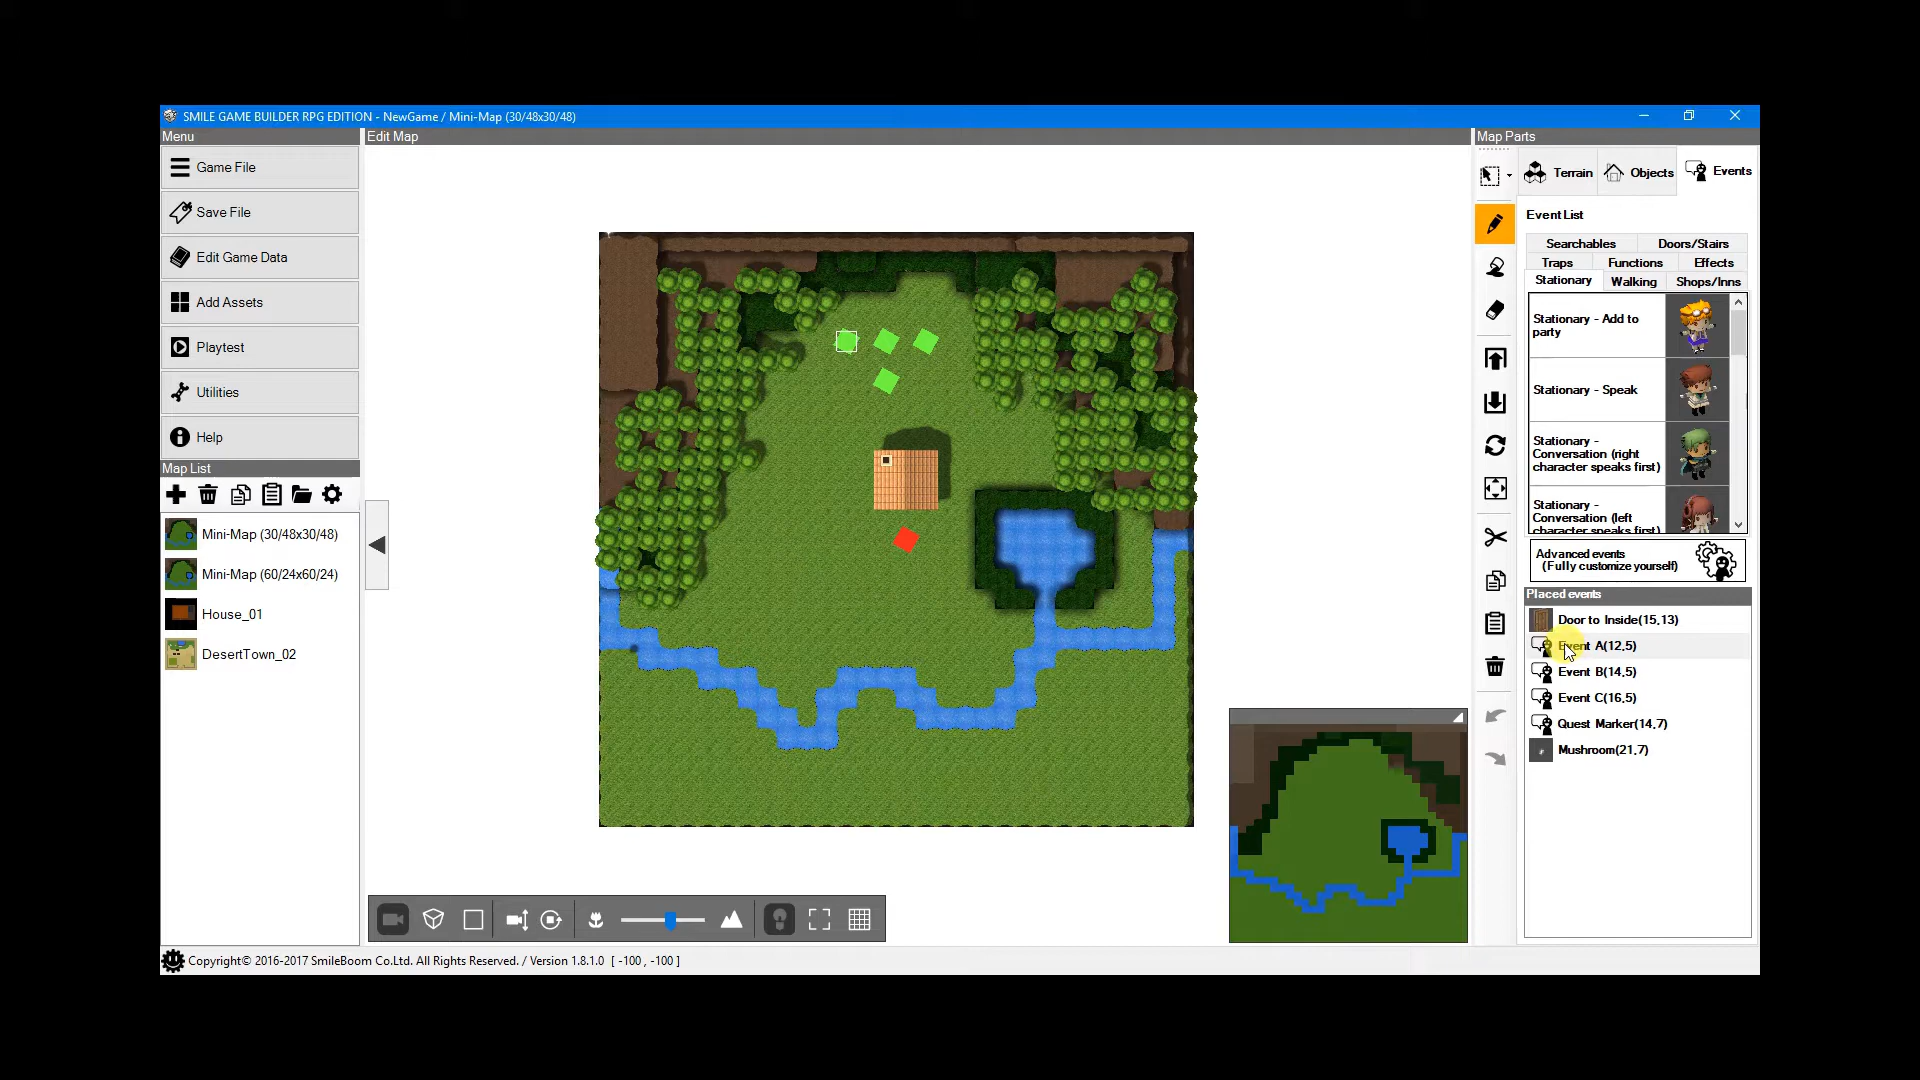 SMILE GAME BUILDER RPG EDITION - NewGame / Mini-Map (30/48x30/48)
Menu
Edit Map
Map Parts
Game File
Save File
Edit Game Data
Add Assets
Playtest
Utilities
Help
Map List
Mini-Map (30/48x30/48)
Mini-Map (60/24x60/24)
House_01
DesertTown_02
Terrain
Objects
Events
Event List
Searchables
Doors/Stairs
Traps
Functions
Effects
Stationary
Walking
Shops/Inns
Stationary - Add to
party
Stationary - Speak
Stationary -
Conversation (right
character speaks first)
Stationary -
Conversation (left
character speaks first)
Advanced events
(Fully customize yourself)
Placed events
Door to Inside(15,13)
Event A(12,5)
Event B(14,5)
Event C(16,5)
Quest Marker(14,7)
Mushroom(21,7)
Copyright© 2016-2017 SmileBoom Co.Ltd. All Rights Reserved. / Version 1.8.1.0 [ -100 , -100 ]